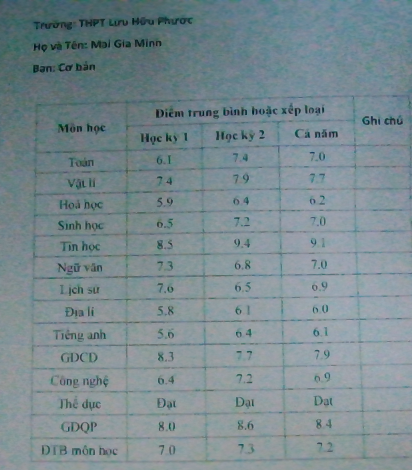 Trường: THPT Lưu Hữu Phước
Họ và Tên: Mai Gia Minh
Ban: Cơ bản
Môn học Điểm trung bình hoặc xếp loại Ghi chú
Học kỳ 1 Học kỳ 2 Cả năm
Toán 6.1 7.4 7.0
Vật lí 7.4 7.9 7.7
Hoá học 5.9 6.4 6.2
Sinh học 6.5 7.2 7.0
Tin học 8.5 9.4 9.1
Ngữ văn 7.3 6.8 7.0
Lịch sử 7.6 6.5 6.9
Địa lí 5.8 6.1 6.0
Tiếng anh 5.6 6.4 6.1
GDCD 8.3 7.7 7.9
Công nghệ 6.4 7.2 6.9
Thể dục Đạt Đạt Đạt
GDQP 8.0 8.6 8.4
ĐTB môn học 7.0 7.3 7.2